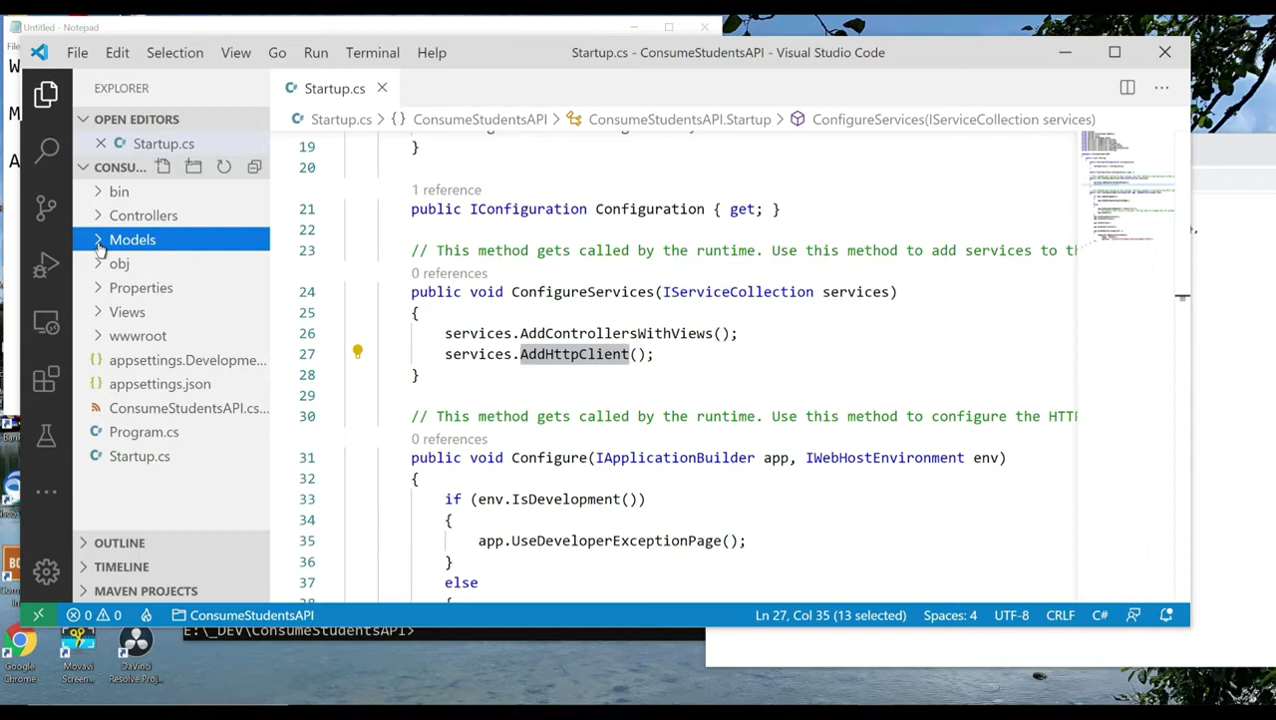 Untitled - Notepad
File Edit Selection View Go Run Terminal Help
Startup.cs - ConsumeStudentsAPI - Visual Studio Code
EXPLORER
Startup.cs
OPEN EDITORS
Startup.cs > {} ConsumeStudentsAPI > ConsumeStudentsAPI.Startup > ConfigureServices(IServiceCollection services)
Startup.cs
CONSU...
bin
Controllers
Models
obj
Properties
Views
wwwroot
appsettings.Developme...
appsettings.json
ConsumeStudentsAPI.cs...
Program.cs
Startup.cs
OUTLINE
TIMELINE
MAVEN PROJECTS
19 }
20
1 reference
21 public IConfiguration Configuration { get; }
22
23 // This method gets called by the runtime. Use this method to add services to th
0 references
24 public void ConfigureServices(IServiceCollection services)
25 {
26 services.AddControllersWithViews();
27 services.AddHttpClient();
28 }
29
30 // This method gets called by the runtime. Use this method to configure the HTTP
0 references
31 public void Configure(IApplicationBuilder app, IWebHostEnvironment env)
32 {
33 if (env.IsDevelopment())
34 {
35 app.UseDeveloperExceptionPage();
36 }
37 else
38 {
0 0 ConsumeStudentsAPI Ln 27, Col 35 (13 selected) Spaces: 4 UTF-8 CRLF C#
E:\_DEV\ConsumeStudentsAPI>
Google
Chrome
Movavi
Screen...
DaVinci
Resolve Proj...